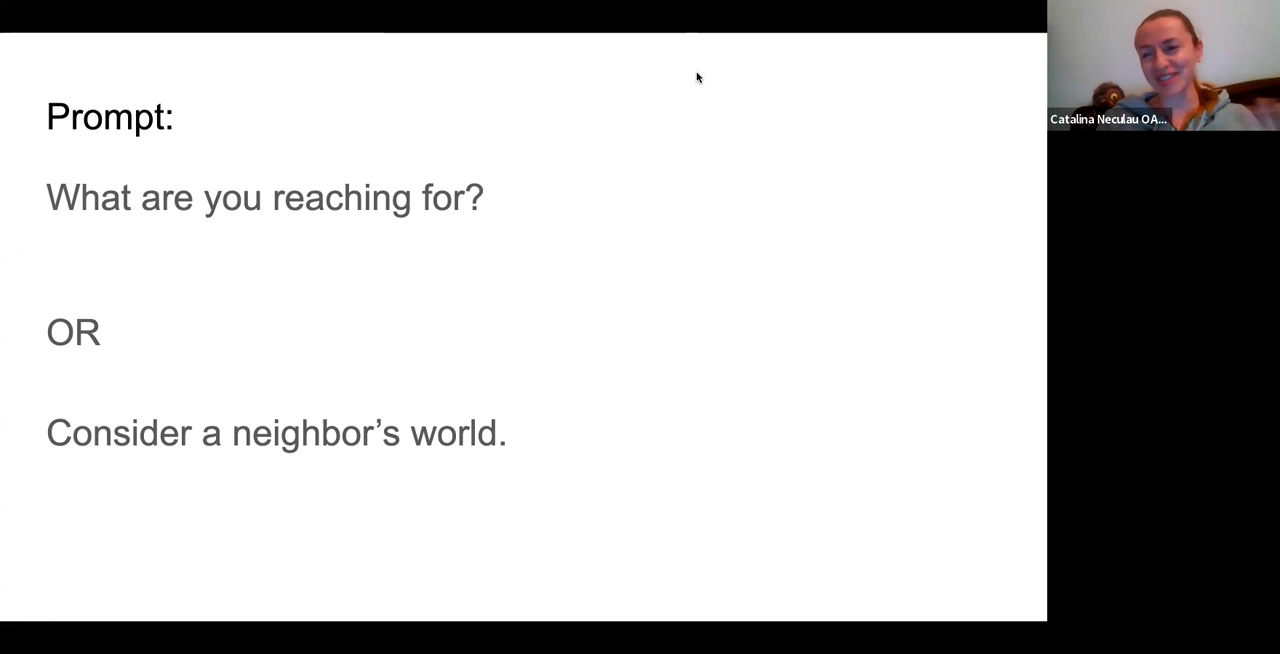 Prompt:
What are you reaching for?
OR
Consider a neighbor’s world.
Catalina Neculau OA...